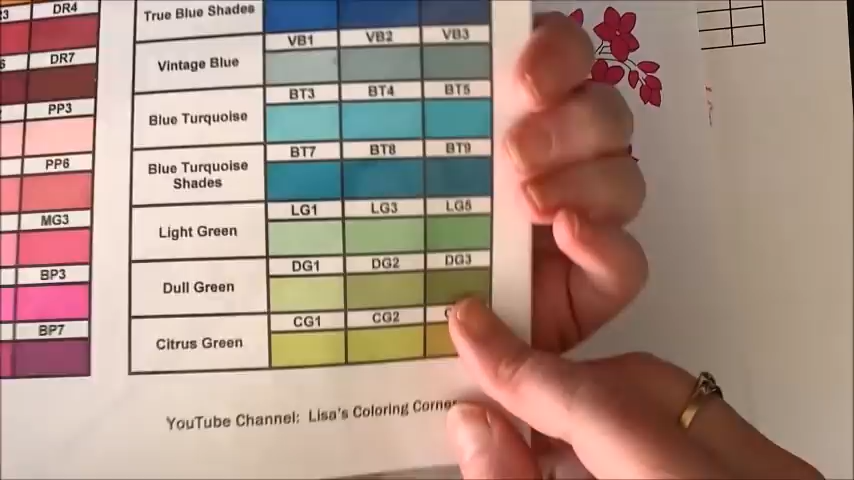 DR4
DR7
PP3
PP6
MG3
BP3
BP7
True Blue Shades
VB1 VB2 VB3
Vintage Blue
BT3 BT4 BT5
Blue Turquoise
BT7 BT8 BT9
Blue Turquoise
Shades
LG1 LG3 LG5
Light Green
DG1 DG2 DG3
Dull Green
CG1 CG2
Citrus Green
YouTube Channel: Lisa's Coloring Corner